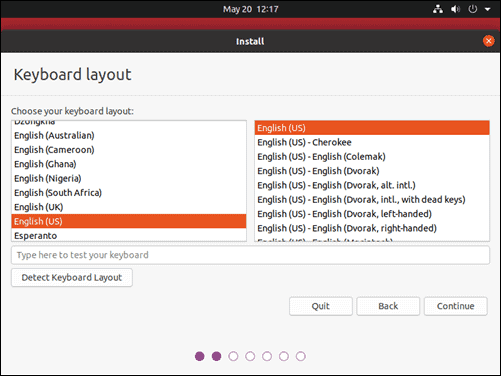 May 20 12:17
Install
Keyboard layout
Choose your keyboard layout:
Dzongkha
English (Australian)
English (Cameroon)
English (Ghana)
English (Nigeria)
English (South Africa)
English (UK)
English (US)
Esperanto
English (US)
English (US) - Cherokee
English (US) - English (Colemak)
English (US) - English (Dvorak)
English (US) - English (Dvorak, alt. intl.)
English (US) - English (Dvorak, intl., with dead keys)
English (US) - English (Dvorak, left-handed)
English (US) - English (Dvorak, right-handed)
English (US) - English (Macintosh)
Type here to test your keyboard
Detect Keyboard Layout
Quit Back Continue